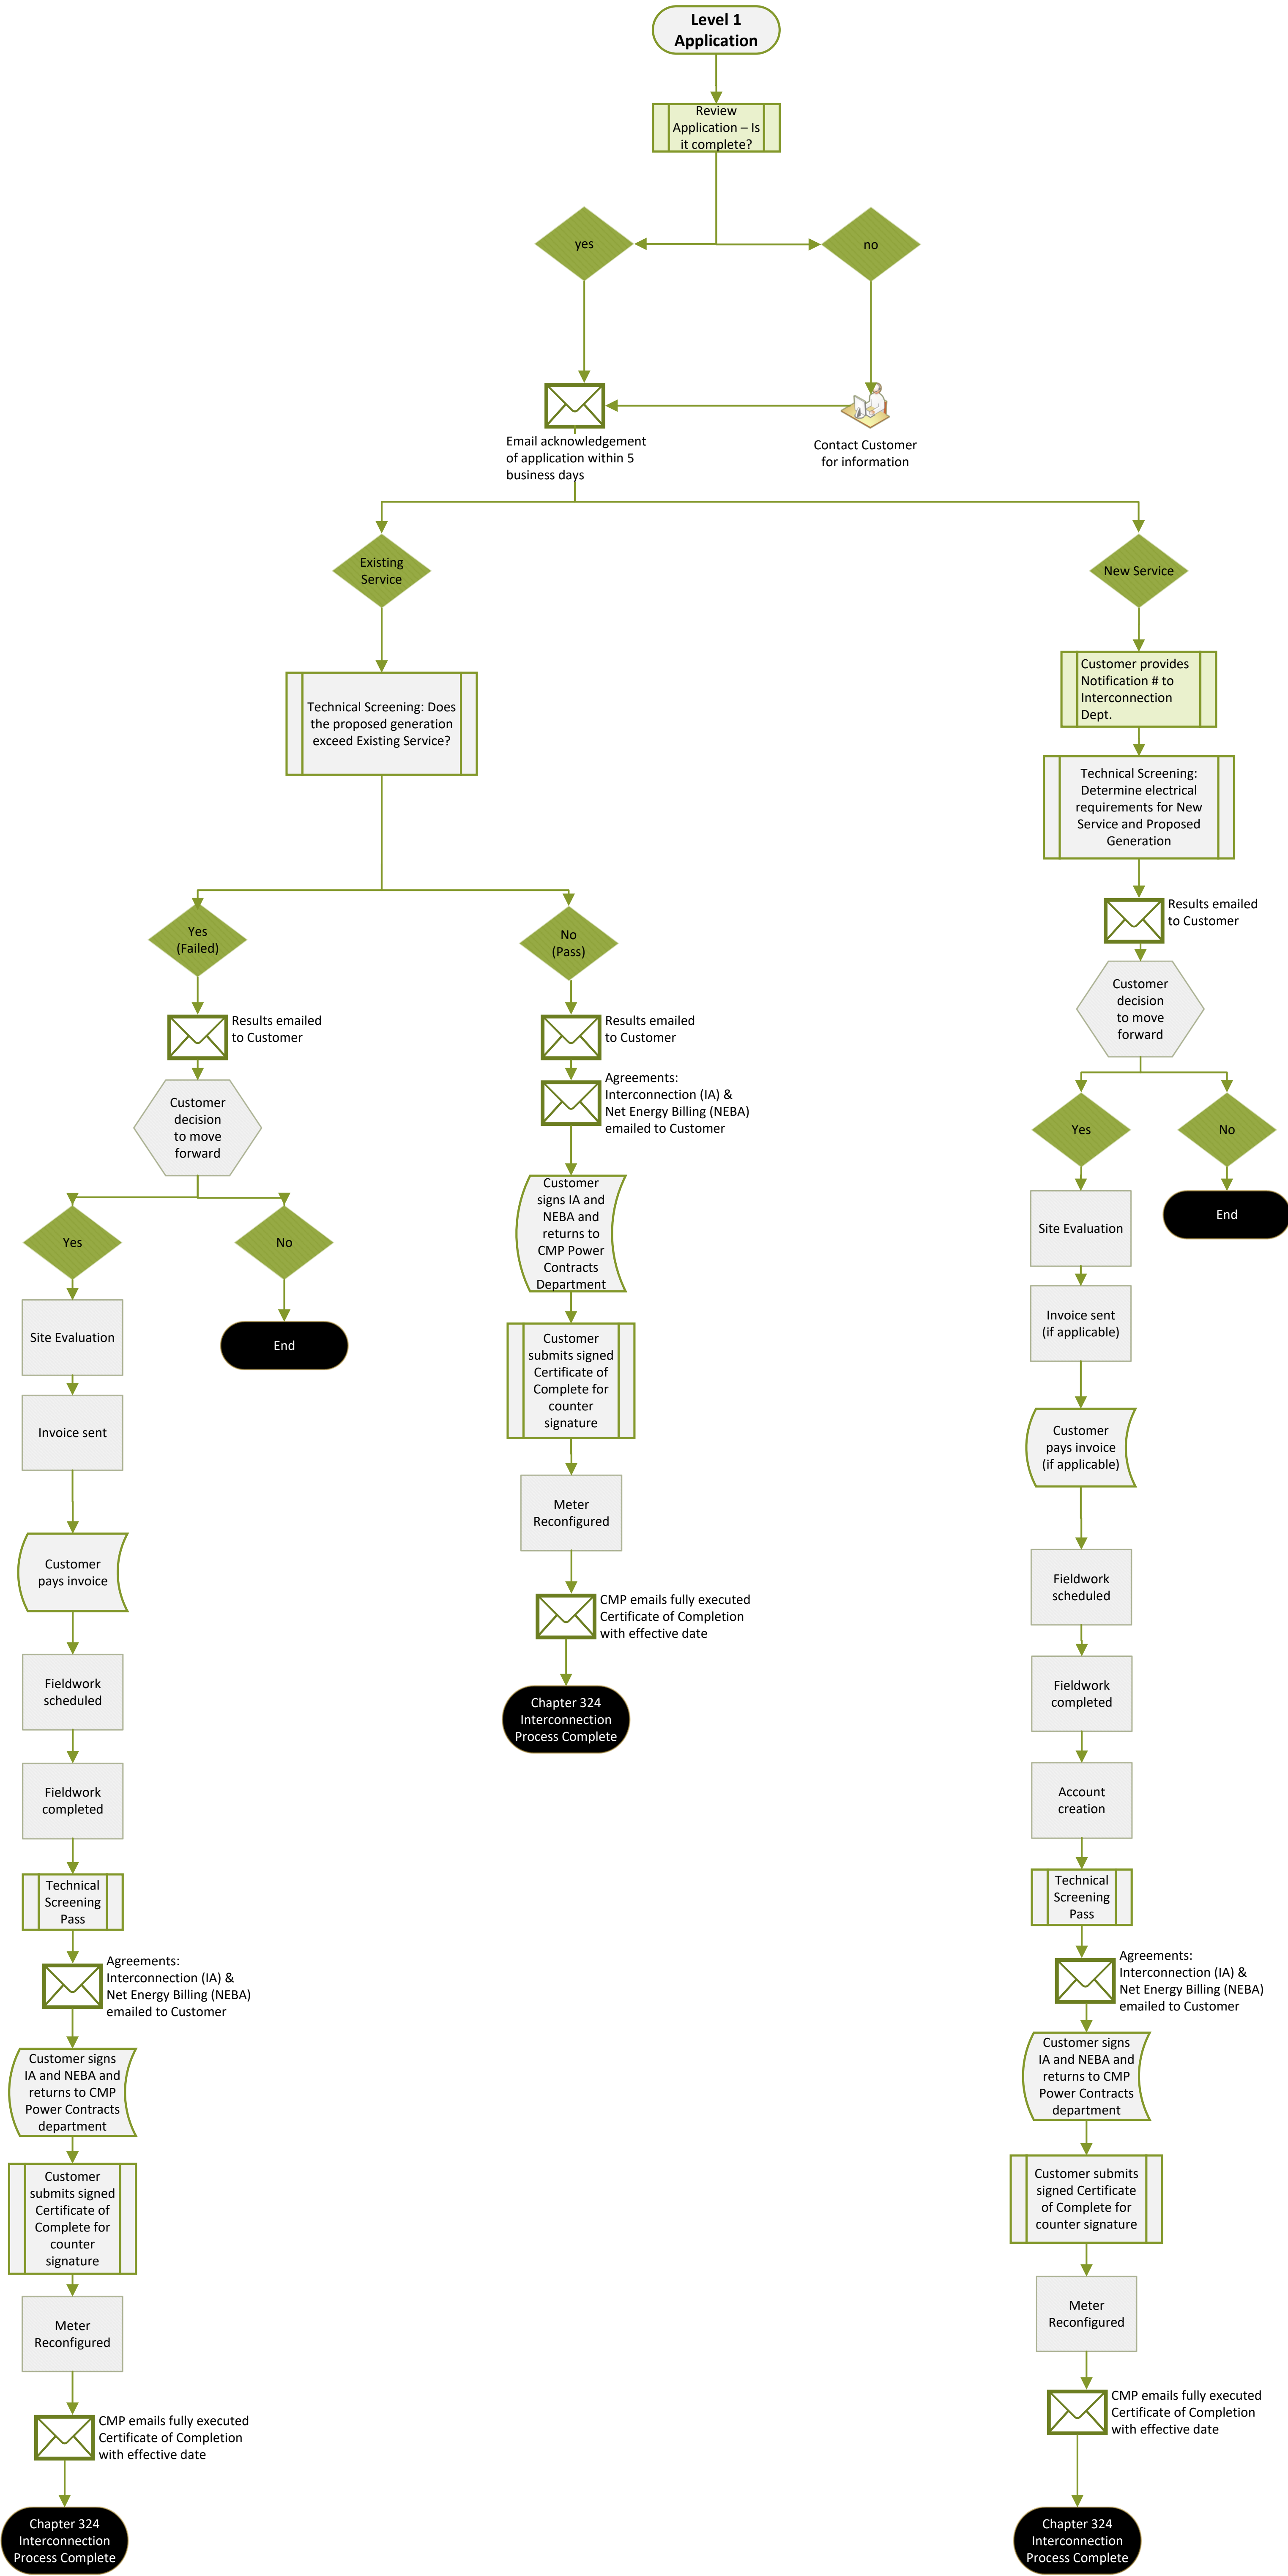 Level 1
Application
Review
Application – Is
it complete?
yes
no
Email acknowledgement
of application within 5
business days
Contact Customer
for information
Existing
Service
New Service
Technical Screening: Does
the proposed generation
exceed Existing Service?
Yes
(Failed)
Results emailed
to Customer
Customer
decision
to move
forward
Yes
No
End
Site Evaluation
Invoice sent
Customer
pays invoice
Fieldwork
scheduled
Fieldwork
completed
Technical
Screening
Pass
Agreements:
Interconnection (IA) &
Net Energy Billing (NEBA)
emailed to Customer
Customer signs
IA and NEBA and
returns to CMP
Power Contracts
department
Customer
submits signed
Certificate of
Complete for
counter
signature
Meter
Reconfigured
CMP emails fully executed
Certificate of Completion
with effective date
Chapter 324
Interconnection
Process Complete
No
(Pass)
Results emailed
to Customer
Agreements:
Interconnection (IA) &
Net Energy Billing (NEBA)
emailed to Customer
Customer
signs IA and
NEBA and
returns to
CMP Power
Contracts
Department
Customer
submits signed
Certificate of
Complete for
counter
signature
Meter
Reconfigured
CMP emails fully executed
Certificate of Completion
with effective date
Chapter 324
Interconnection
Process Complete
Customer provides
Notification # to
Interconnection
Dept.
Technical Screening:
Determine electrical
requirements for New
Service and Proposed
Generation
Results emailed
to Customer
Customer
decision
to move
forward
Yes
No
End
Site Evaluation
Invoice sent
(if applicable)
Customer
pays invoice
(if applicable)
Fieldwork
scheduled
Fieldwork
completed
Account
creation
Technical
Screening
Pass
Agreements:
Interconnection (IA) &
Net Energy Billing (NEBA)
emailed to Customer
Customer signs
IA and NEBA and
returns to CMP
Power Contracts
department
Customer submits
signed Certificate
of Complete for
counter signature
Meter
Reconfigured
CMP emails fully executed
Certificate of Completion
with effective date
Chapter 324
Interconnection
Process Complete